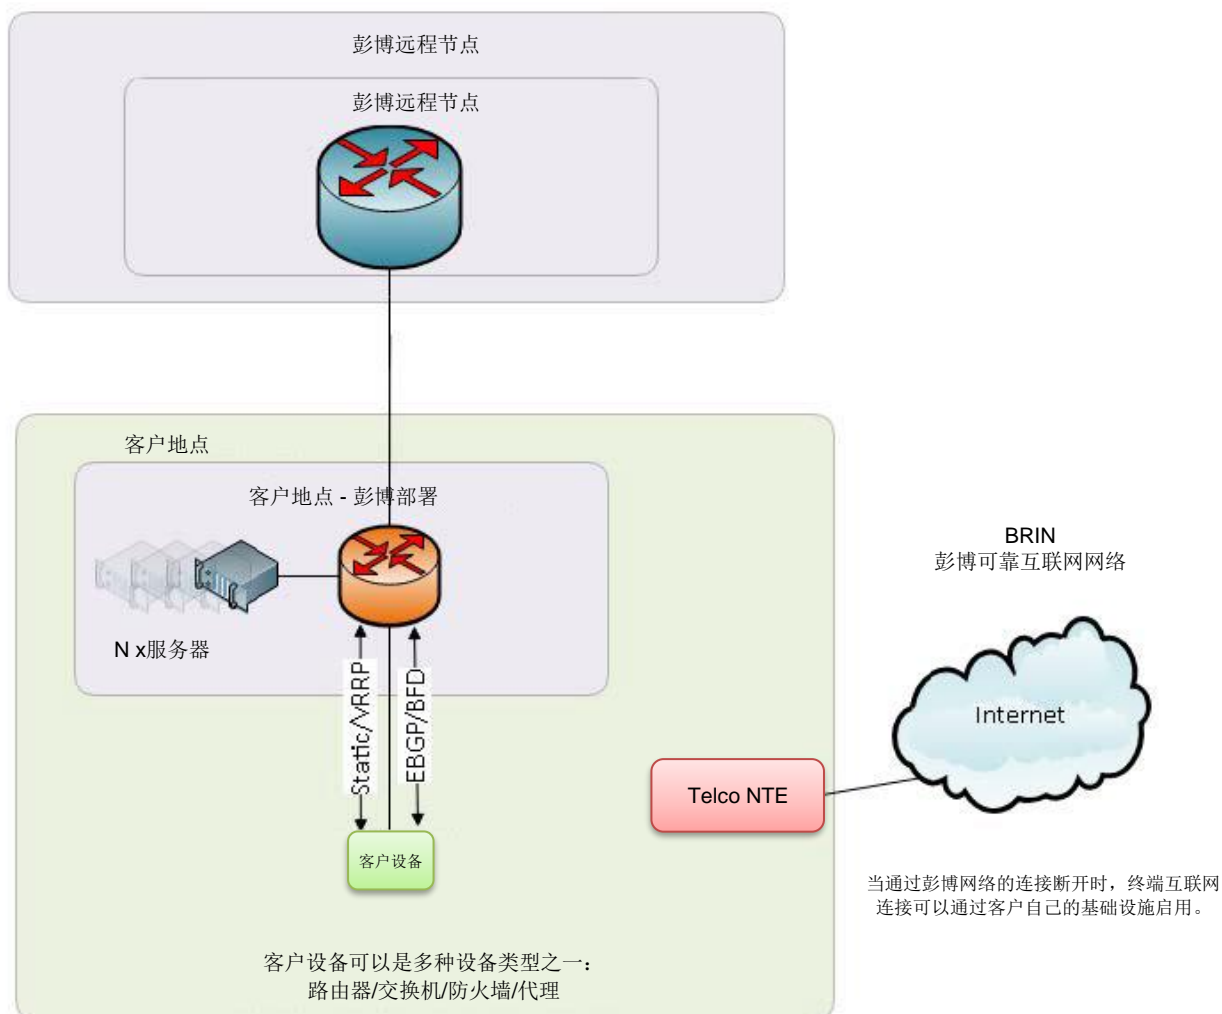 彭博远程节点
彭博远程节点
客户地点
客户地点 - 彭博部署
N x服务器
Static/VRRP
EBGP/BFD
客户设备
Telco NTE
BRIN
彭博可靠互联网网络
Internet
当通过彭博网络的连接断开时，终端互联网
连接可以通过客户自己的基础设施启用。
客户设备可以是多种设备类型之一：
路由器/交换机/防火墙/代理